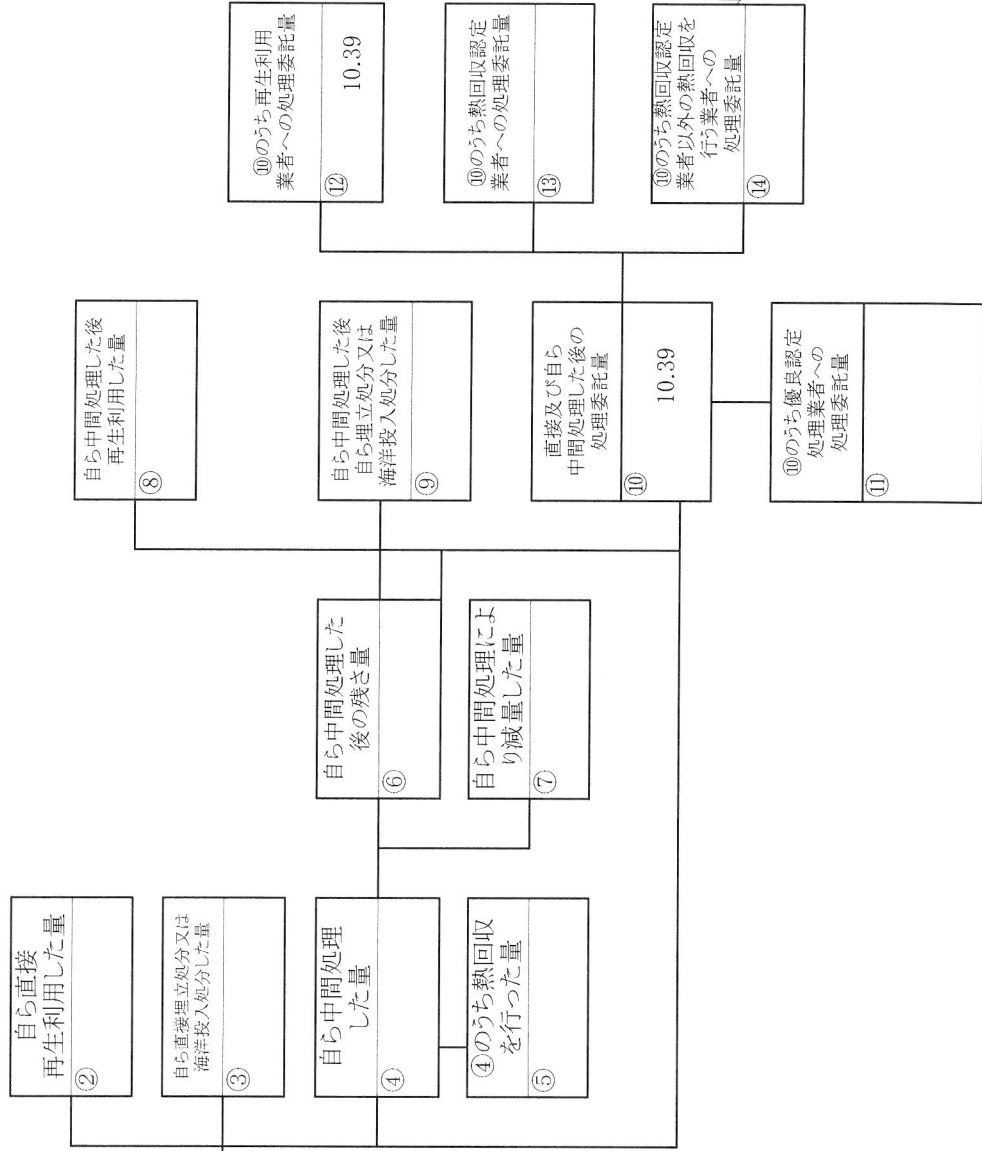 自ら直接
再生利用した量
②
自ら直接埋立処分又は
海洋投入処分した量
③
自ら中間処理
した量
④
④のうち熱回収
を行った量
⑤
自ら中間処理した
後の残さ量
⑥
自ら中間処理によ
り減量した量
⑦
自ら中間処理した後
再生利用した量
⑧
自ら中間処理した後
自ら埋立処分又は
海洋投入処分した量
⑨
直接及び自ら
中間処理した後の
処理委託量
⑩
10.39
⑩のうち優良認定
処理業者への
処理委託量
⑪
⑩のうち再生利用
業者への処理委託量
⑫
10.39
⑩のうち熱回収認定
業者への処理委託量
⑬
⑩のうち熱回収認定
業者以外の熱回収を
行う業者への
処理委託量
⑭